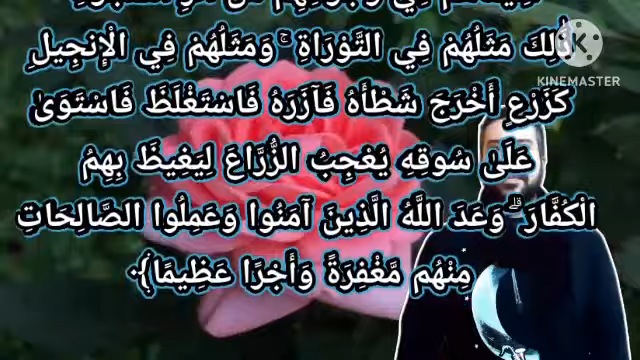 ذَٰلِكَ مَثَلُهُمْ فِي التَّوْرَاةِ ۚ وَمَثَلُهُمْ فِي الْإِنجِيلِ
KINEMASTER
كَزَرْعٍ أَخْرَجَ شَطْأَهُ فَآزَرَهُ فَاسْتَغْلَظَ فَاسْتَوَىٰ
عَلَىٰ سُوقِهِ يُعْجِبُ الزُّرَّاعَ لِيَغِيظَ بِهِمُ
الْكُفَّارَ ۗ وَعَدَ اللَّهُ الَّذِينَ آمَنُوا وَعَمِلُوا الصَّالِحَاتِ
مِنْهُم مَّغْفِرَةً وَأَجْرًا عَظِيمًا﴾.